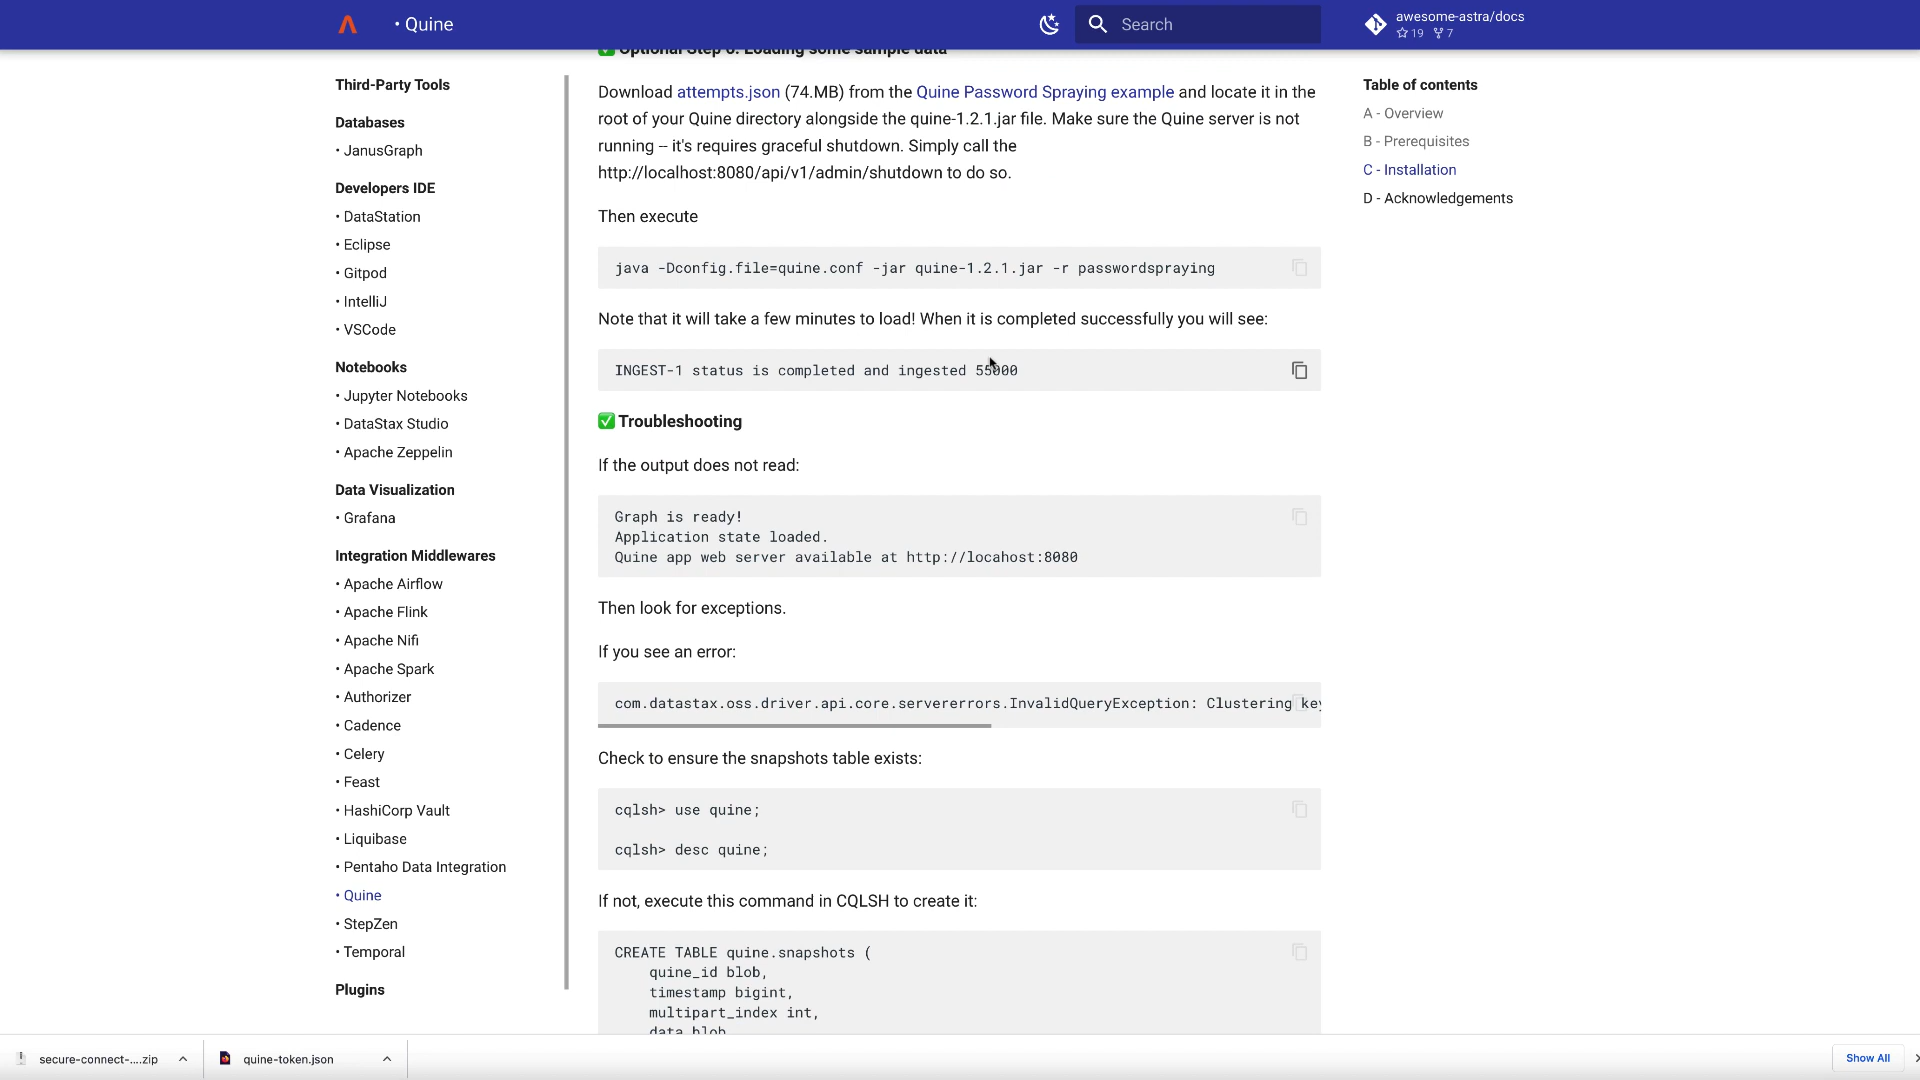 • Quine
Search
awesome-astra/docs
19 7
Third-Party Tools
Databases
• JanusGraph
Developers IDE
• DataStation
• Eclipse
• Gitpod
• IntelliJ
• VSCode
Notebooks
• Jupyter Notebooks
• DataStax Studio
• Apache Zeppelin
Data Visualization
• Grafana
Integration Middlewares
• Apache Airflow
• Apache Flink
• Apache Nifi
• Apache Spark
• Authorizer
• Cadence
• Celery
• Feast
• HashiCorp Vault
• Liquibase
• Pentaho Data Integration
• Quine
• StepZen
• Temporal
Plugins
✅ Optional Step 6: Loading some sample data
Download attempts.json (74.MB) from the Quine Password Spraying example and locate it in the
root of your Quine directory alongside the quine-1.2.1.jar file. Make sure the Quine server is not
running -- it's requires graceful shutdown. Simply call the
http://localhost:8080/api/v1/admin/shutdown to do so.
Then execute
java -Dconfig.file=quine.conf -jar quine-1.2.1.jar -r passwordspraying
Note that it will take a few minutes to load! When it is completed successfully you will see:
INGEST-1 status is completed and ingested 55000
✅ Troubleshooting
If the output does not read:
Graph is ready!
Application state loaded.
Quine app web server available at http://locahost:8080
Then look for exceptions.
If you see an error:
com.datastax.oss.driver.api.core.servererrors.InvalidQueryException: Clustering key
Check to ensure the snapshots table exists:
cqlsh> use quine;
cqlsh> desc quine;
If not, execute this command in CQLSH to create it:
CREATE TABLE quine.snapshots (
quine_id blob,
timestamp bigint,
multipart_index int,
data blob
Table of contents
A - Overview
B - Prerequisites
C - Installation
D - Acknowledgements
secure-connect-....zip
quine-token.json
Show All